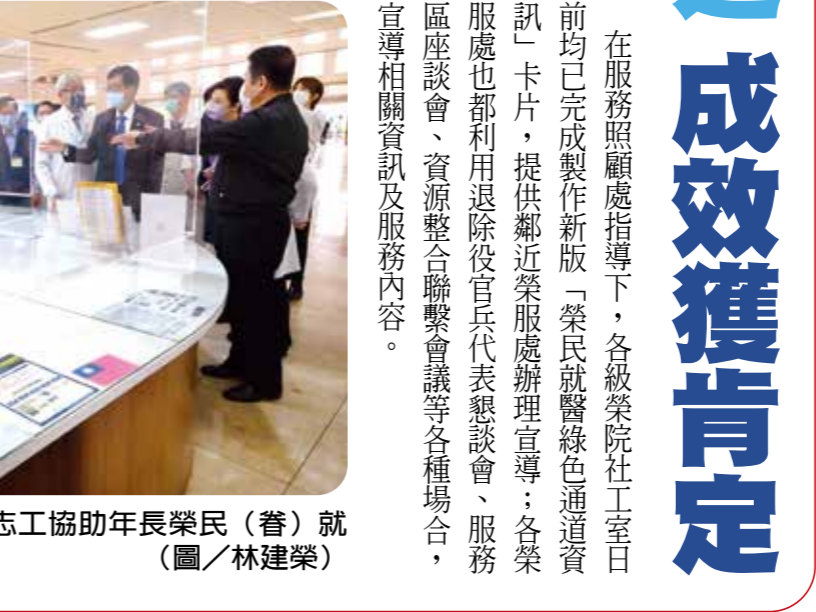 成效獲肯定
在服務照顧處指導下，各級榮院社工室日
前均已完成製作新版「榮民就醫綠色通道資
訊」卡片，提供鄰近榮服處辦理宣導；各榮
服處也都利用退除役官兵代表懇談會、服務
區座談會、資源整合聯繫會議等各種場合，
宣導相關資訊及服務內容。
志工協助年長榮民（眷）就
（圖／林建榮）